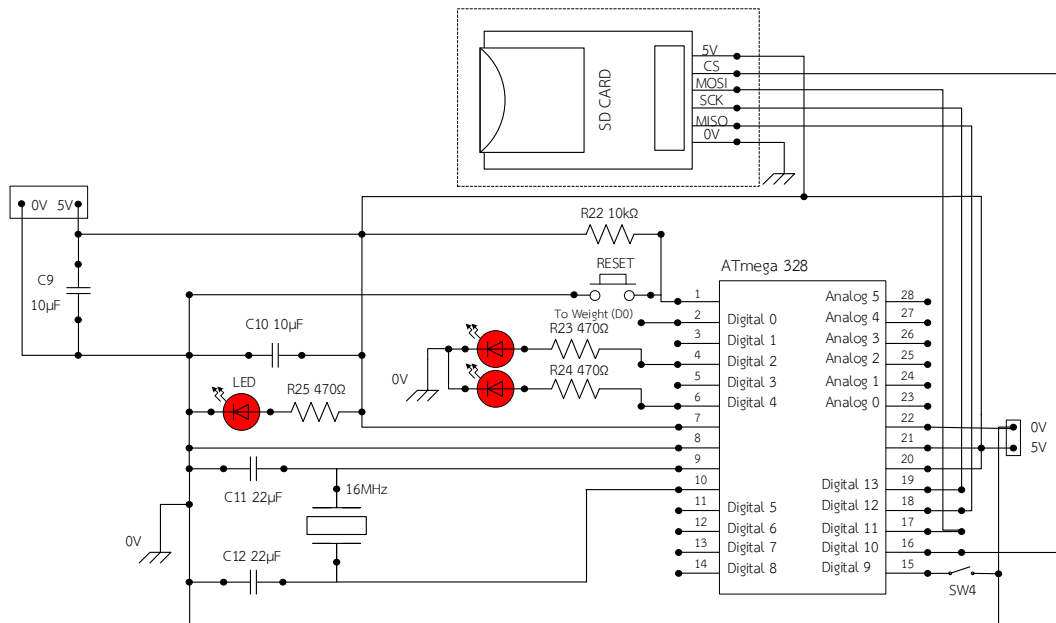 5V
CS
MOSI
SCK
MISO
0V
SD CARD
0V 5V
C9
10µF
R22 10kΩ
RESET
To Weight (D0)
C10 10µF
LED
R25 470Ω
R23 470Ω
R24 470Ω
0V
C11 22µF
16MHz
0V
C12 22µF
ATmega 328
1
2 Digital 0
3 Digital 1
4 Digital 2
5 Digital 3
6 Digital 4
7
8
9
10
11 Digital 5
12 Digital 6
13 Digital 7
14 Digital 8
Analog 5 28
Analog 4 27
Analog 3 26
Analog 2 25
Analog 1 24
Analog 0 23
22
21
20
Digital 13 19
Digital 12 18
Digital 11 17
Digital 10 16
Digital 9 15
0V
5V
SW4